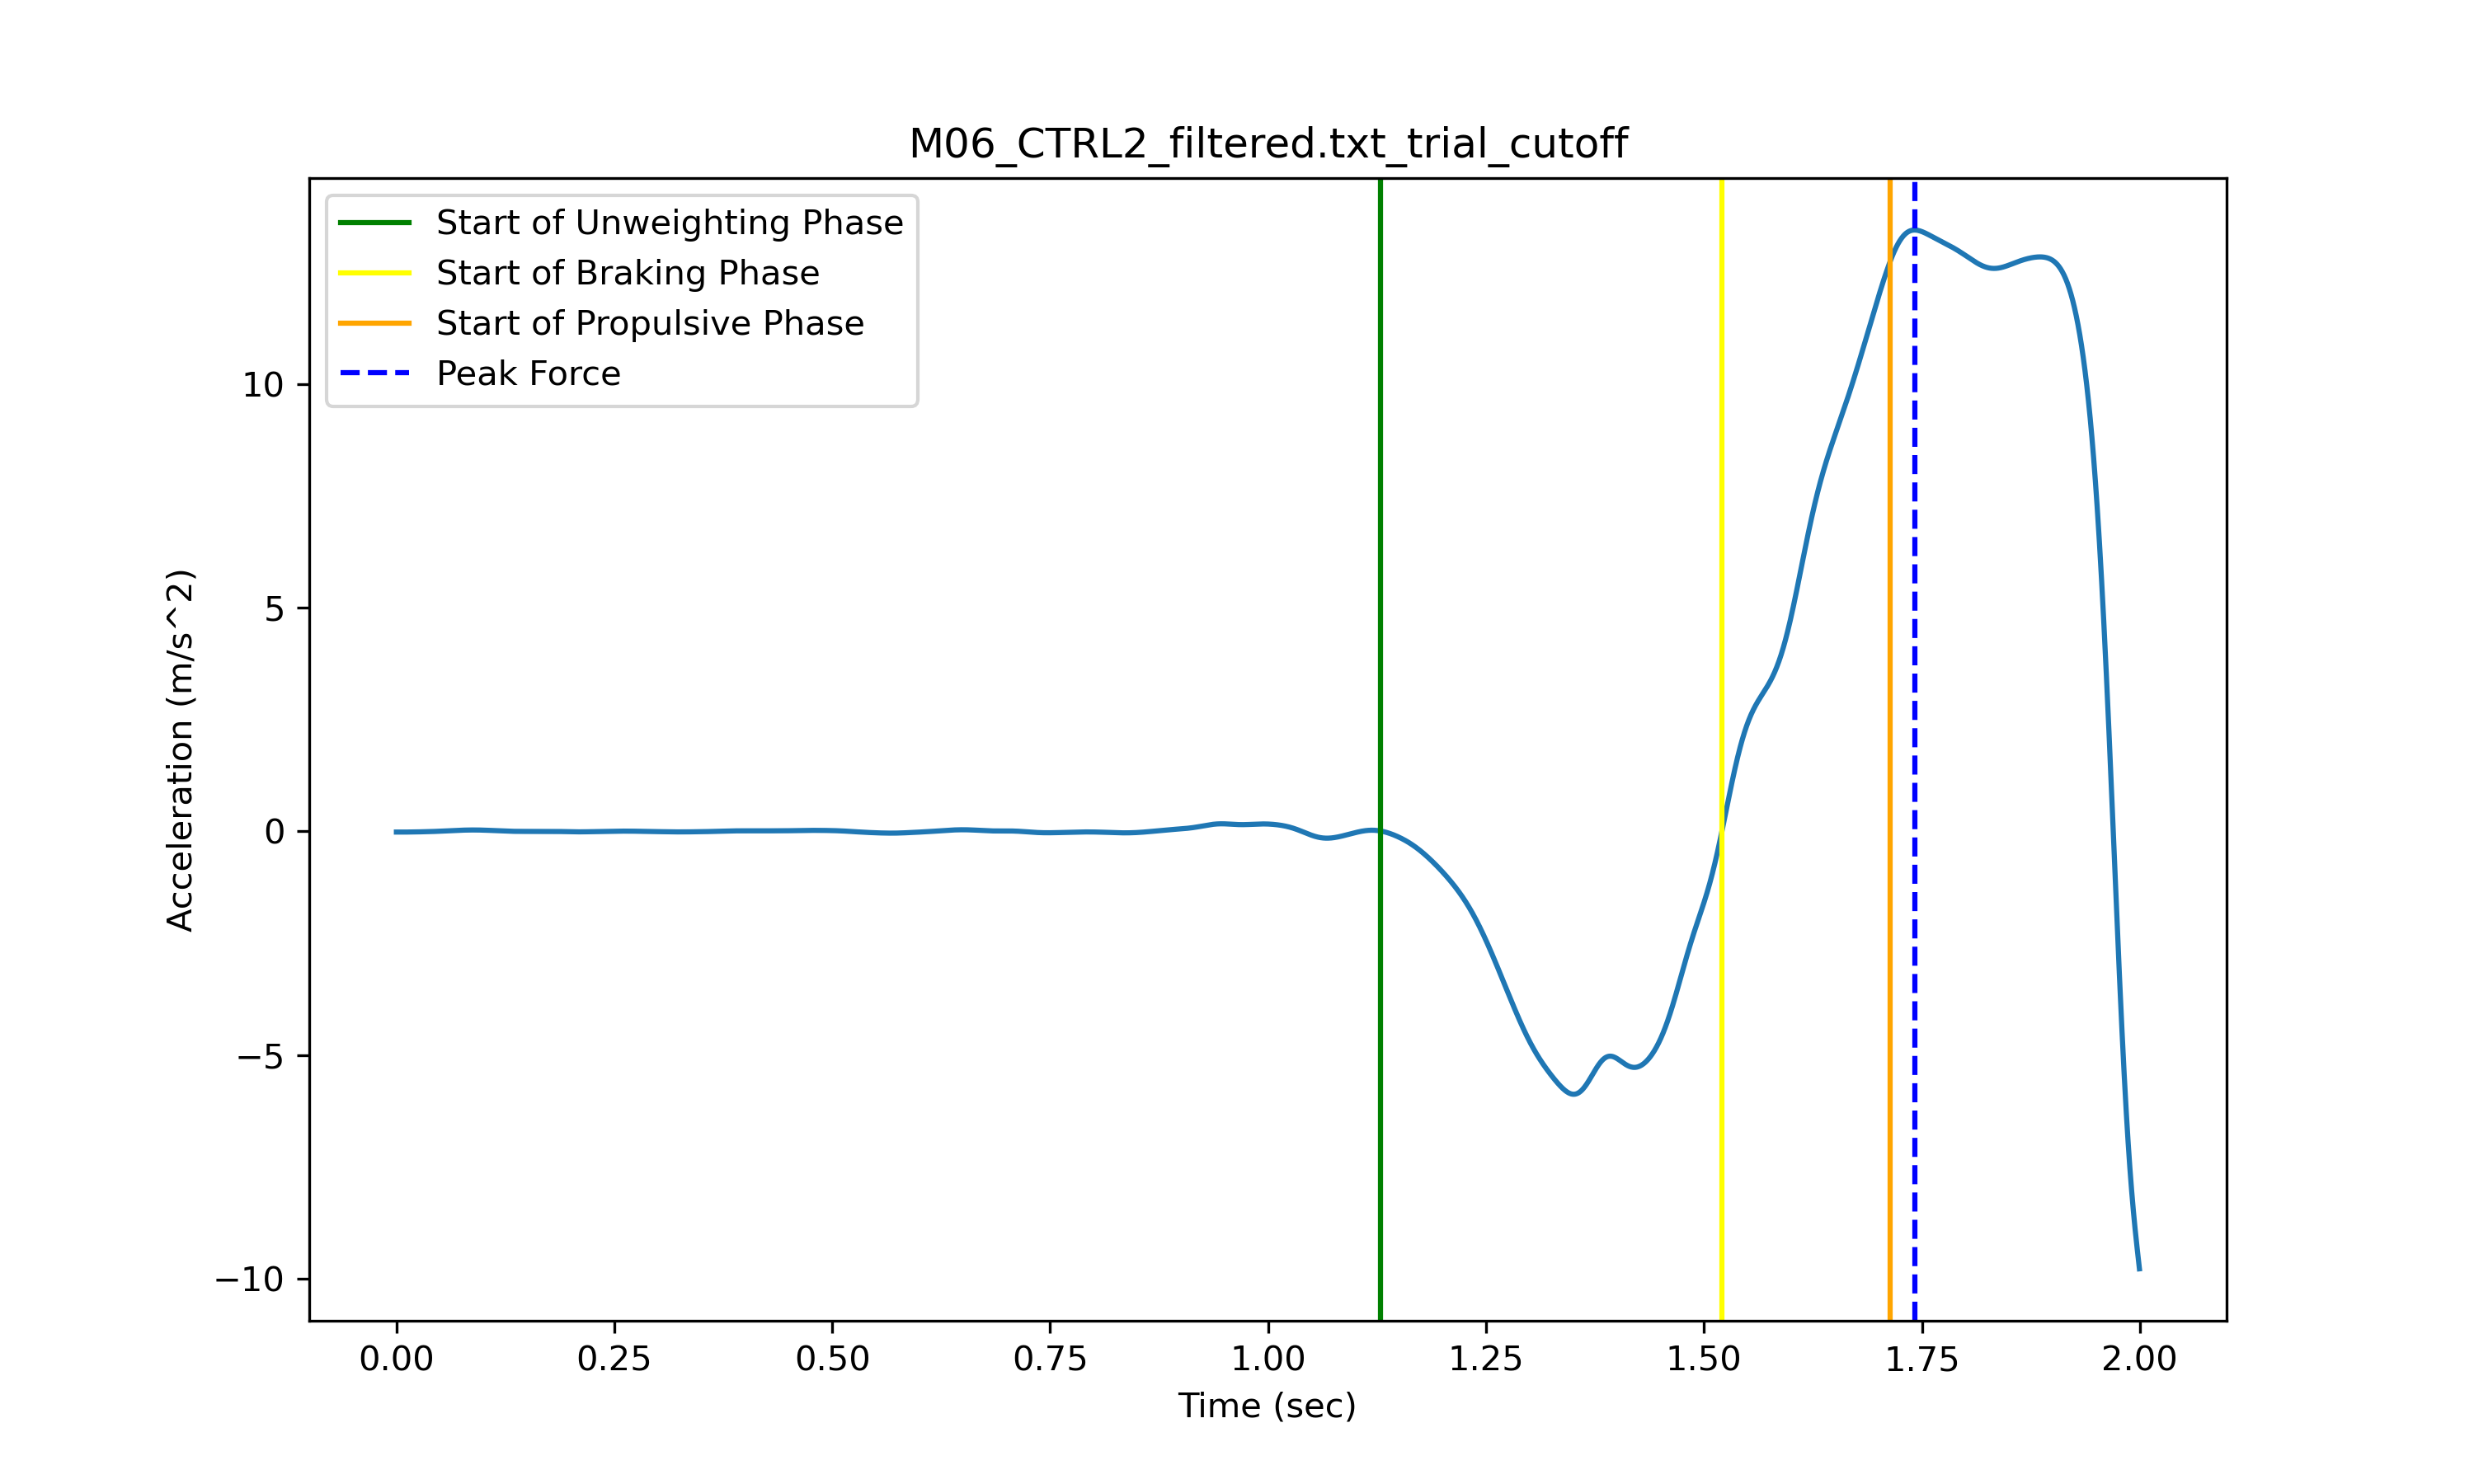 M06_CTRL2_filtered.txt_trial_cutoff
Start of Unweighting Phase
Start of Braking Phase
Start of Propulsive Phase
Peak Force
Acceleration (m/s^2)
10
5
0
−5
−10
0.00 0.25 0.50 0.75 1.00 1.25 1.50 1.75 2.00
Time (sec)